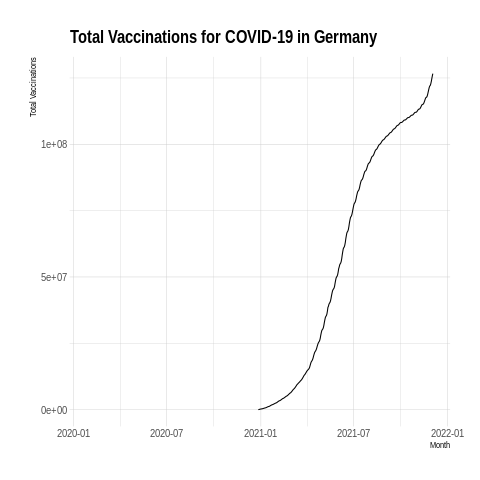 Total Vaccinations for COVID-19 in Germany
Total Vaccinations
1e+08
5e+07
0e+00
2020-01 2020-07 2021-01 2021-07 2022-01
Month